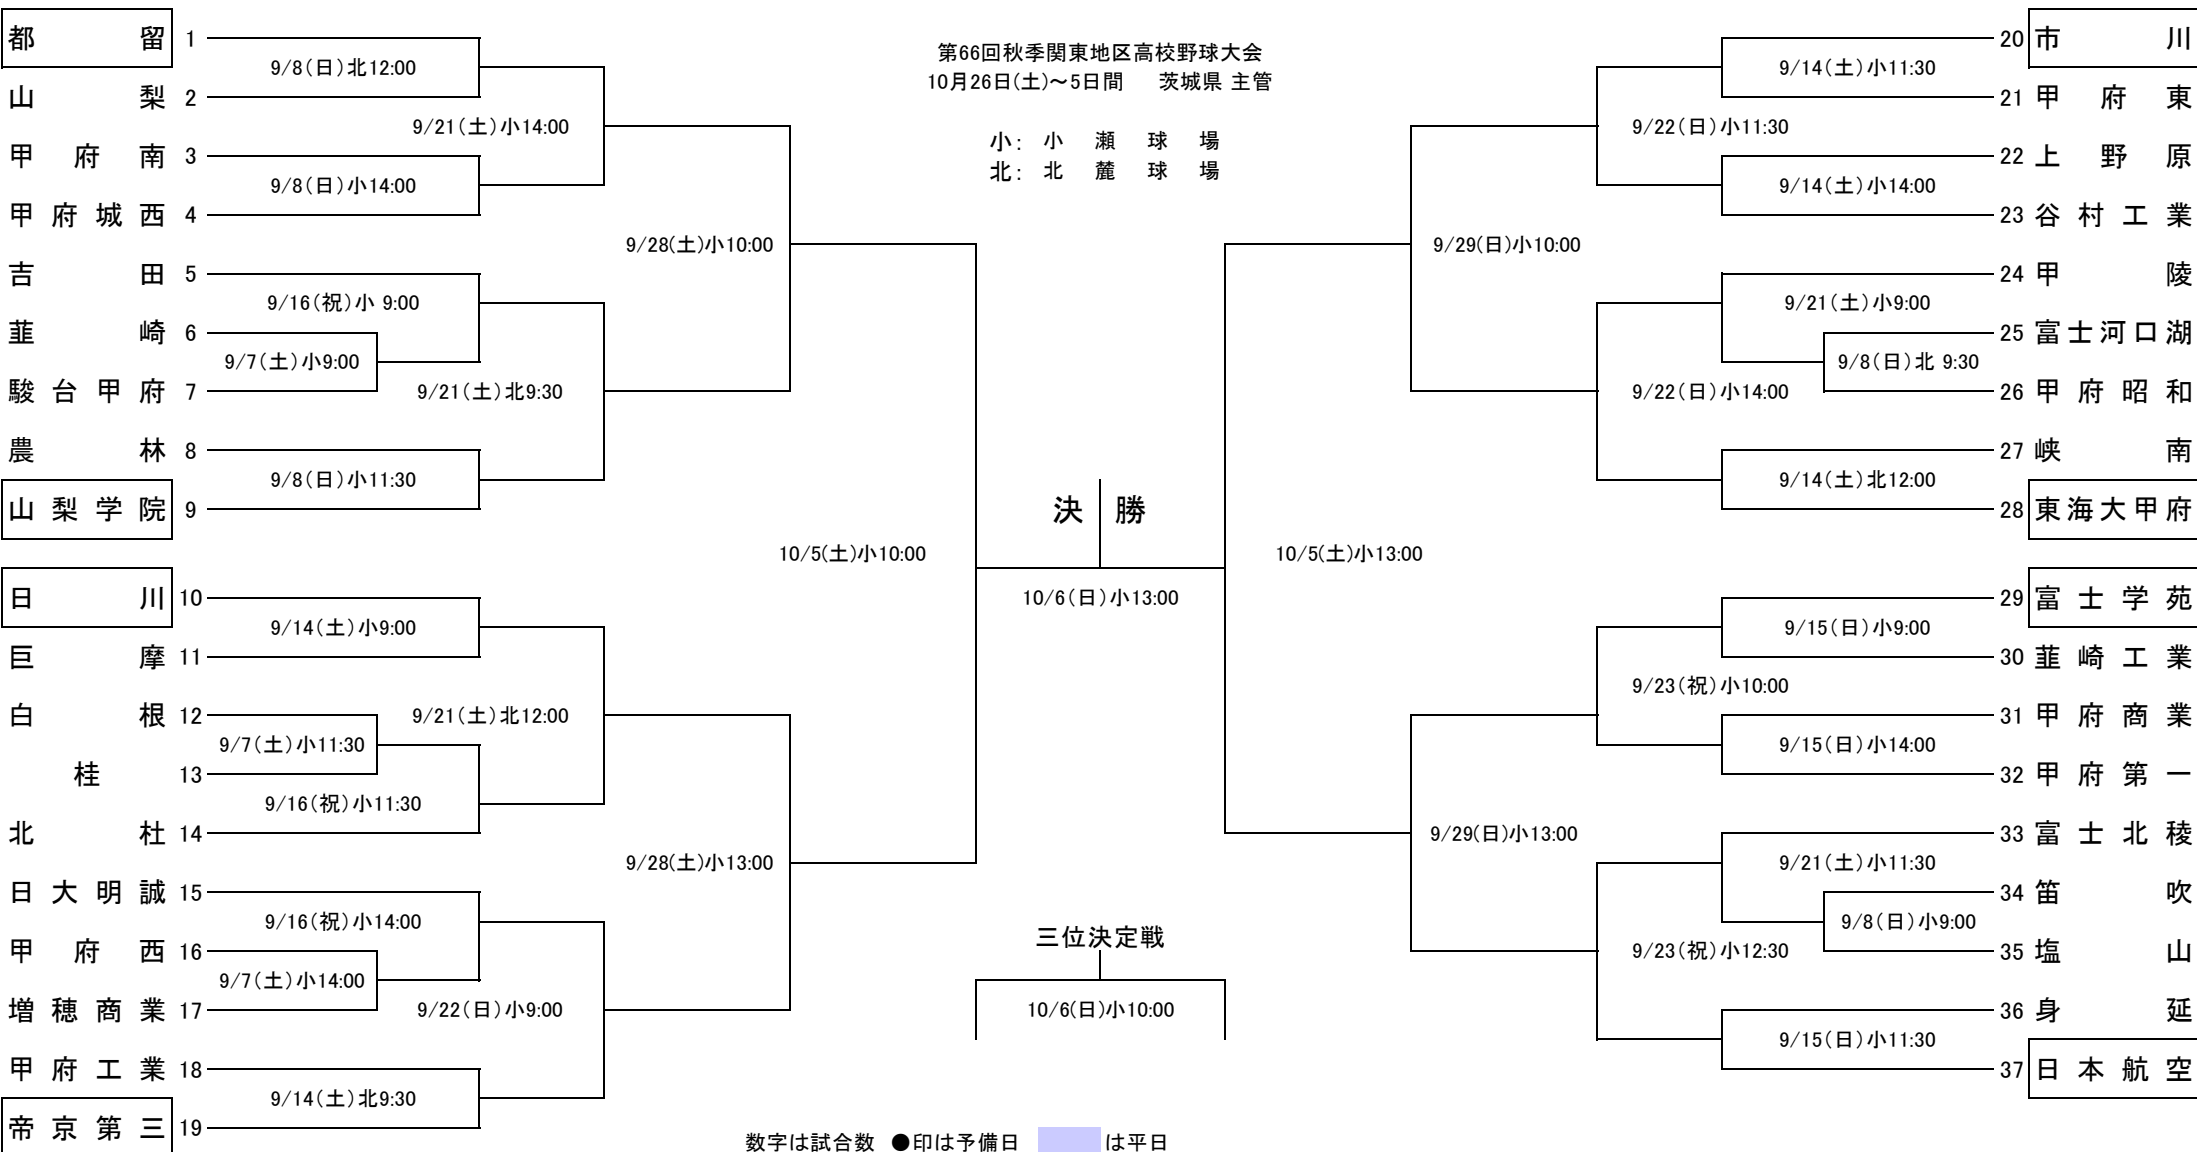 第66回秋季関東地区高校野球大会
10月26日(土)～5日間 茨城県 主管
小: 小瀬球場
北: 北麓球場
都留 1
9/8(日)北12:00
山梨 2
9/21(土)小14:00
甲府南 3
9/8(日)小14:00
甲府城西 4
9/28(土)小10:00
吉田 5
9/16(祝)小 9:00
韮崎 6
9/7(土)小9:00
駿台甲府 7
9/21(土)北9:30
農林 8
9/8(日)小11:30
山梨学院 9
10/5(土)小10:00
日川 10
9/14(土)小9:00
巨摩 11
白根 12
9/21(土)北12:00
9/7(土)小11:30
桂 13
9/16(祝)小11:30
北杜 14
9/28(土)小13:00
日大明誠 15
9/16(祝)小14:00
甲府西 16
9/7(土)小14:00
増穂商業 17
9/22(日)小9:00
甲府工業 18
9/14(土)北9:30
帝京第三 19
決勝
10/6(日)小13:00
三位決定戦
10/6(日)小10:00
20 市川
9/14(土)小11:30
21 甲府東
9/22(日)小11:30
22 上野原
9/14(土)小14:00
23 谷村工業
9/29(日)小10:00
24 甲陵
9/21(土)小9:00
25 富士河口湖
9/8(日)北 9:30
26 甲府昭和
9/22(日)小14:00
27 峡南
9/14(土)北12:00
28 東海大甲府
10/5(土)小13:00
29 富士学苑
9/15(日)小9:00
30 韮崎工業
9/23(祝)小10:00
31 甲府商業
9/15(日)小14:00
32 甲府第一
33 富士北稜
9/29(日)小13:00
9/21(土)小11:30
34 笛吹
9/8(日)小9:00
35 塩山
9/23(祝)小12:30
36 身延
9/15(日)小11:30
37 日本航空
数字は試合数 ●印は予備日 は平日